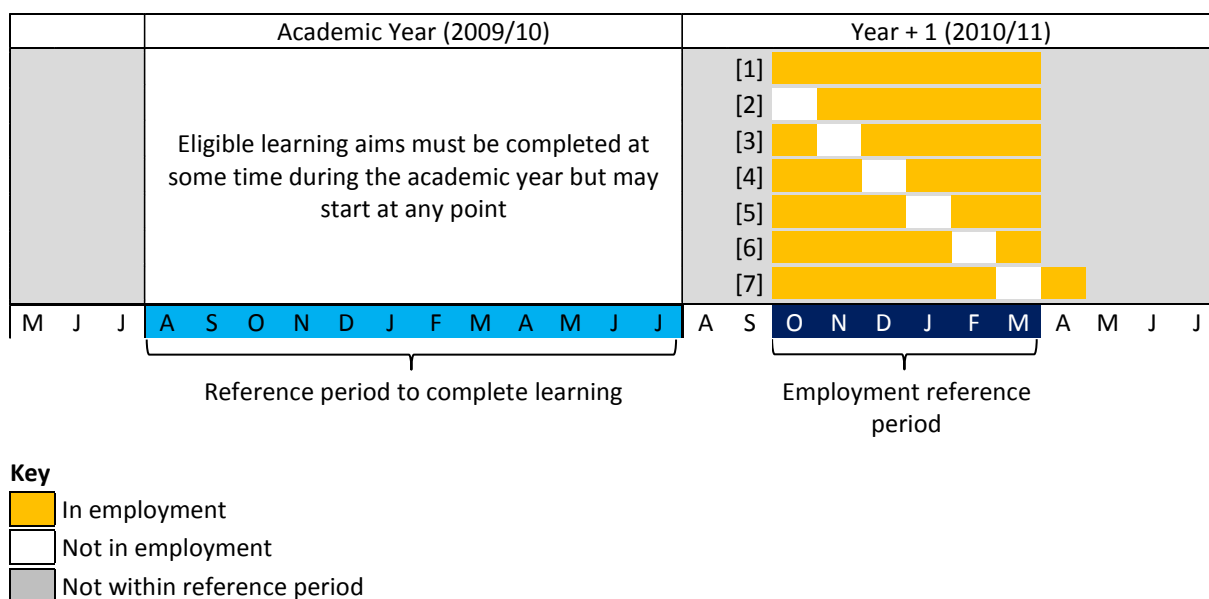 Academic Year (2009/10) Year + 1 (2010/11)
[1]
[2]
[3]
[4]
[5]
[6]
[7]
Eligible learning aims must be completed at
some time during the academic year but may
start at any point
M J J A S O N D J F M A M J J A S O N D J F M A M J J
Reference period to complete learning
Employment reference
period
Key
In employment
Not in employment
Not within reference period